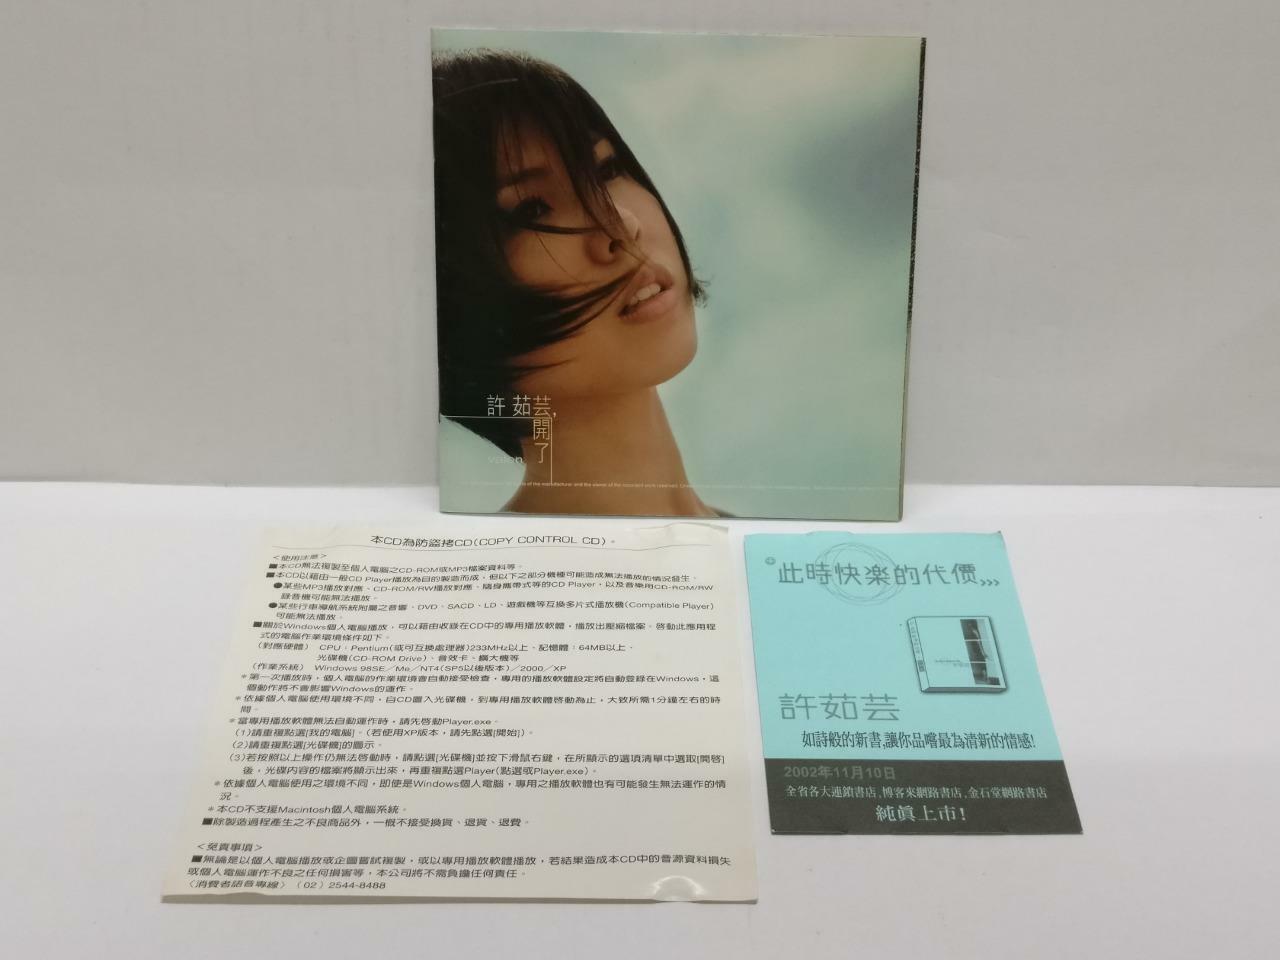 許茹芸,
開
了
valen
本CD為防盜拷CD(COPY CONTROL CD)。
<使用注意>
■本CD無法複製至個人電腦之CD-ROM或MP3檔案資料等。
■本CD以藉由一般CD Player播放為目的製造而成，但以下之部分機種可能造成無法播放的情況發生。
●某些MP3播放對應、CD-ROM/RW播放對應、隨身攜帶式等的CD Player，以及音樂用CD-ROM/RW
錄音機可能無法播放。
●某些行車導航系統附屬之音響、DVD、SACD、LD、遊戲機等互換多片式播放機(Compatible Player)
可能無法播放。
■關於Windows個人電腦播放，可以藉由收錄在CD中的專用播放軟體，播放出壓縮檔案。啓動此應用程
式的電腦作業環境條件如下。
(對應硬體) CPU：Pentium(或可互換處理器)233MHz以上、記憶體：64MB以上、
光碟機(CD-ROM Drive)、音效卡、擴大機等
(作業系統) Windows 98SE／Me／NT4(SP5以後版本)／2000／XP
＊第一次播放時，個人電腦的作業環境會自動接受檢查，專用的播放軟體設定將自動登錄在Windows，這
個動作將不會影響Windows的運作。
＊依據個人電腦使用環境不同，自CD置入光碟機，到專用播放軟體啓動為止，大致所需1分鐘左右的時
間。
＊當專用播放軟體無法自動運作時，請先啓動Player.exe。
(1)請重複點選[我的電腦]。(若使用XP版本，請先點選[開始])。
(2)請重複點選[光碟機]的圖示。
(3)若按照以上操作仍無法啓動時，請點選[光碟機]並按下滑鼠右鍵，在所顯示的選項清單中選取[開啓]
後，光碟內容的檔案將顯示出來，再重複點選Player(點選或Player.exe)。
＊依據個人電腦使用之環境不同，即使是Windows個人電腦，專用之播放軟體也有可能發生無法運作的情
況。
＊本CD不支援Macintosh個人電腦系統。
■除製造過程產生之不良商品外，一概不接受換貨、退貨、退費。
<免責事項>
■無論是以個人電腦播放或企圖嘗試複製，或以專用播放軟體播放，若結果造成本CD中的音源資料損失
或個人電腦運作不良之任何損害等，本公司將不需負擔任何責任。
(消費者語音專線) (02) 2544-8488
此時快樂的代價
許茹芸
如詩般的新書,讓你品嚐最為清新的情感!
2002年11月10日
全省各大連鎖書店,博客來網路書店,金石堂網路書店
純真上市!